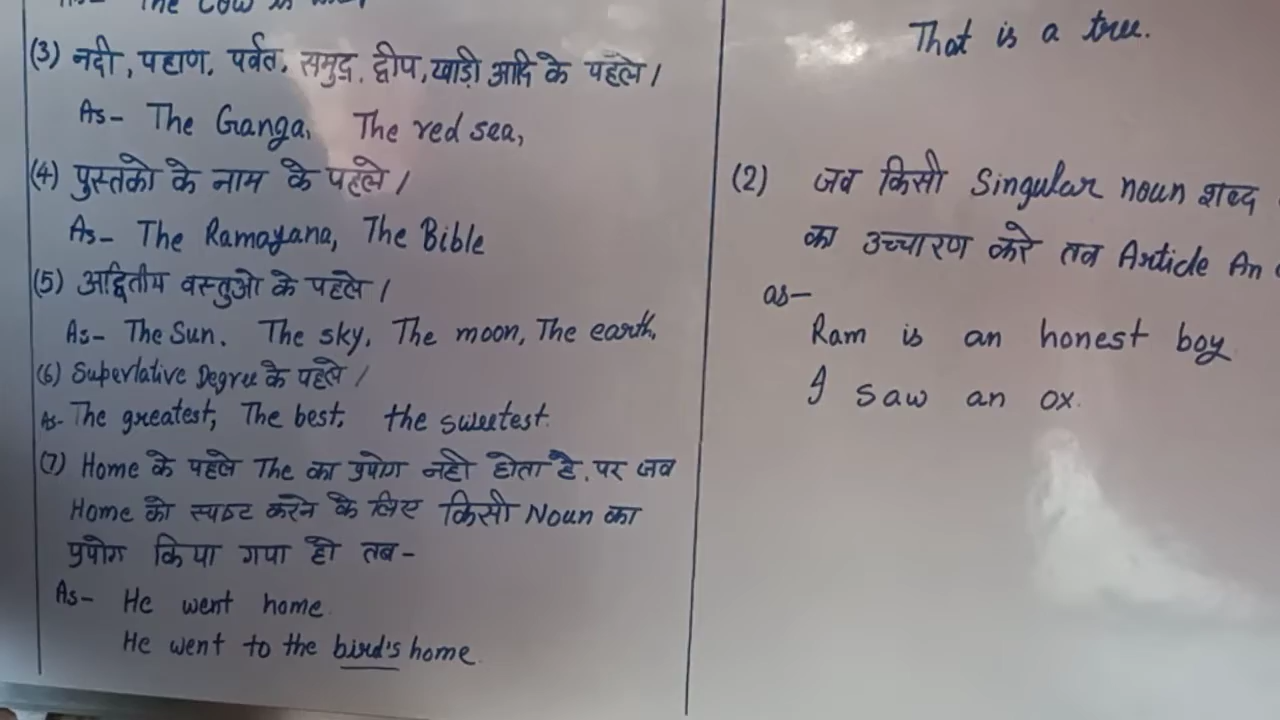 The Cow
(3) नदी, पहाण, पर्वत, समुद्र, द्वीप, खाड़ी आदि के पहले।
As- The Ganga, The red sea,
(4) पुस्तको के नाम के पहले।
As- The Ramayana, The Bible
(5) अद्वितीय वस्तुओ के पहले।
As- The Sun. The sky, The moon, The earth,
(6) Superlative Degree के पहले।
As- The greatest, The best, the sweetest.
(7) Home के पहले The का प्रयोग नही होता है, पर जब
Home को स्पष्ट करने के लिए किसी Noun का
प्रयोग किया गया हो तब-
As- He went home.
He went to the bird's home.
That is a tree.
(2) जब किसी Singular noun शब्द
का उच्चारण करे तब Article An
as-
Ram is an honest boy
I saw an ox.